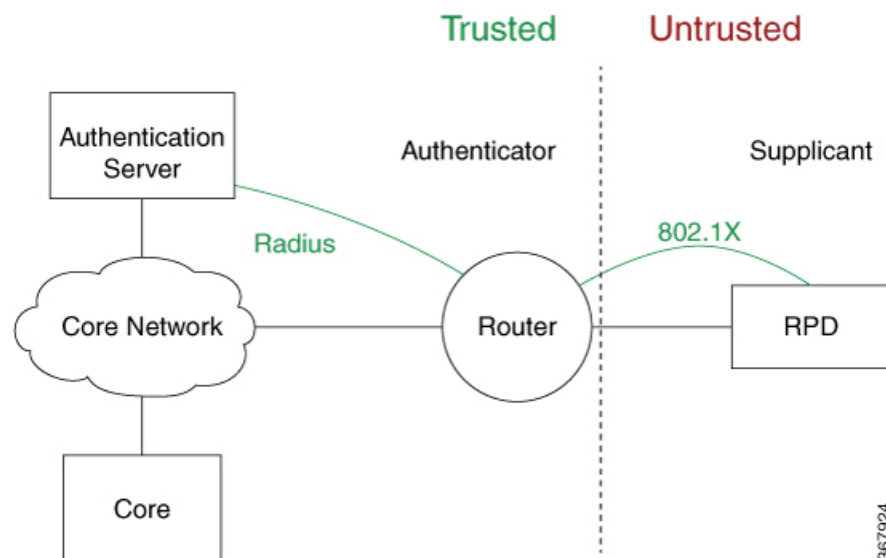 Trusted
Untrusted
Authentication
Server
Authenticator
Supplicant
Radius
802.1X
Core Network
Router
RPD
Core